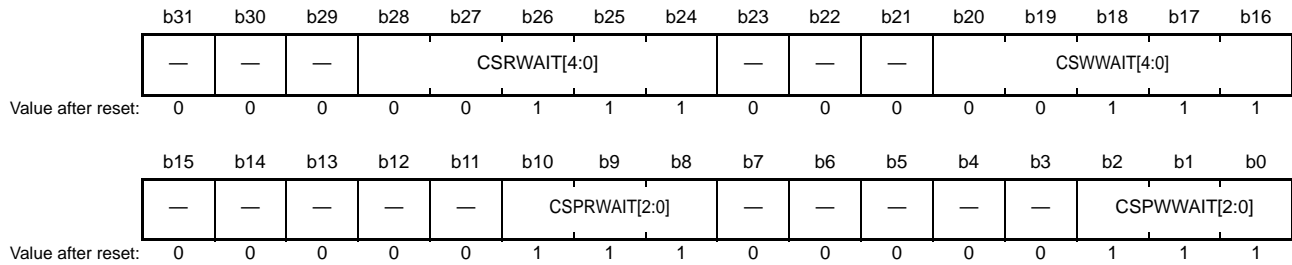 b31 b30 b29 b28 b27 b26 b25 b24 b23 b22 b21 b20 b19 b18 b17 b16
— — — CSRWAIT[4:0] — — — CSWWAIT[4:0]
Value after reset: 0 0 0 0 0 1 1 1 0 0 0 0 0 1 1 1
b15 b14 b13 b12 b11 b10 b9 b8 b7 b6 b5 b4 b3 b2 b1 b0
— — — — — CSPRWAIT[2:0] — — — — — CSPWWAIT[2:0]
Value after reset: 0 0 0 0 0 1 1 1 0 0 0 0 0 1 1 1